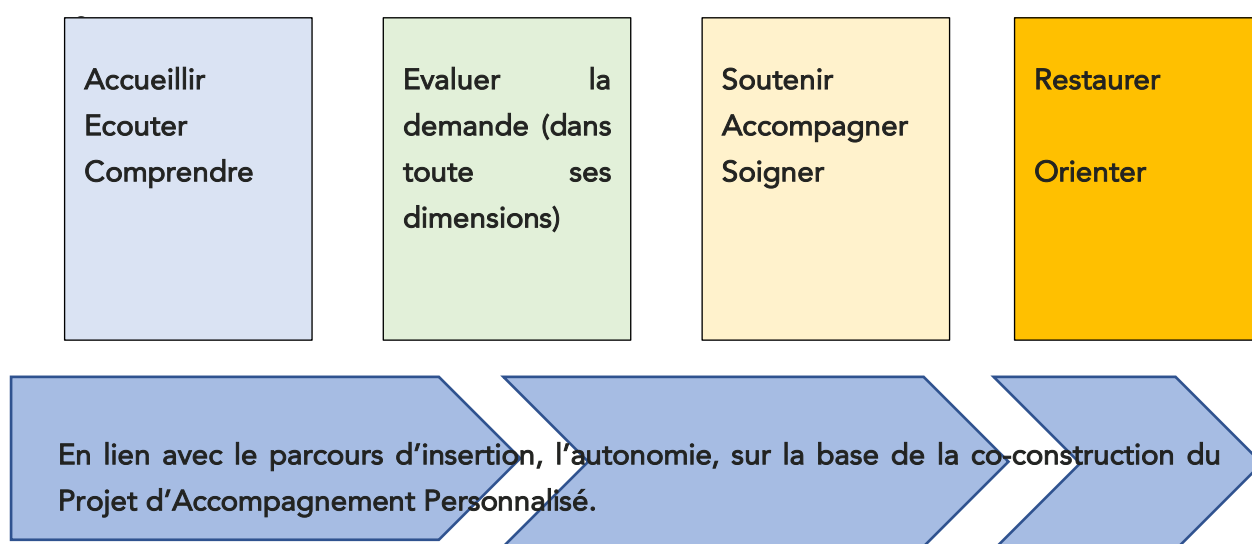 Accueillir
Ecouter
Comprendre
Evaluer la
demande (dans
toute ses
dimensions)
Soutenir
Accompagner
Soigner
Restaurer
Orienter
En lien avec le parcours d’insertion, l’autonomie, sur la base de la co-construction du
Projet d’Accompagnement Personnalisé.